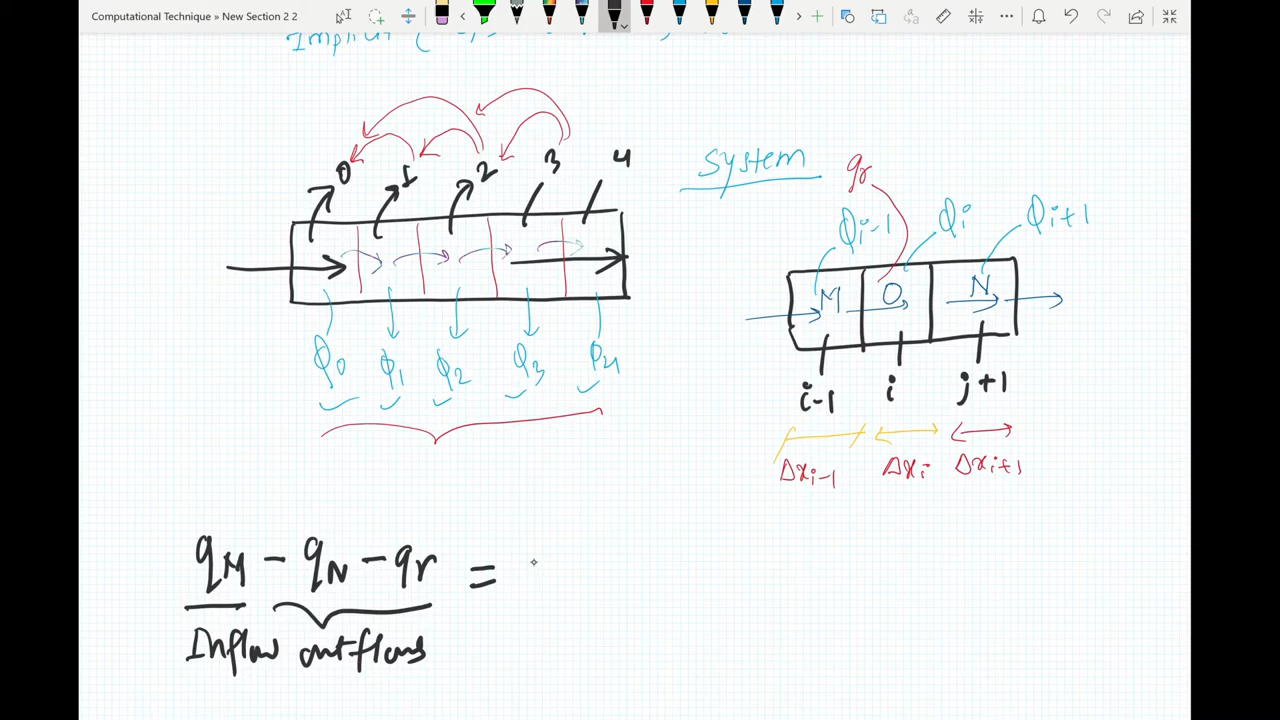 Computational Technique » New Section 2 2
Implicit (
0 1 2 3 4
System
qr
Φi-1 Φi Φi+1
M O N
Φ0 Φ1 Φ2 Φ3 Φ4
i-1 i j+1
Δxi-1 Δxi Δxi+1
qM - qN - qr =
Inflow outflows